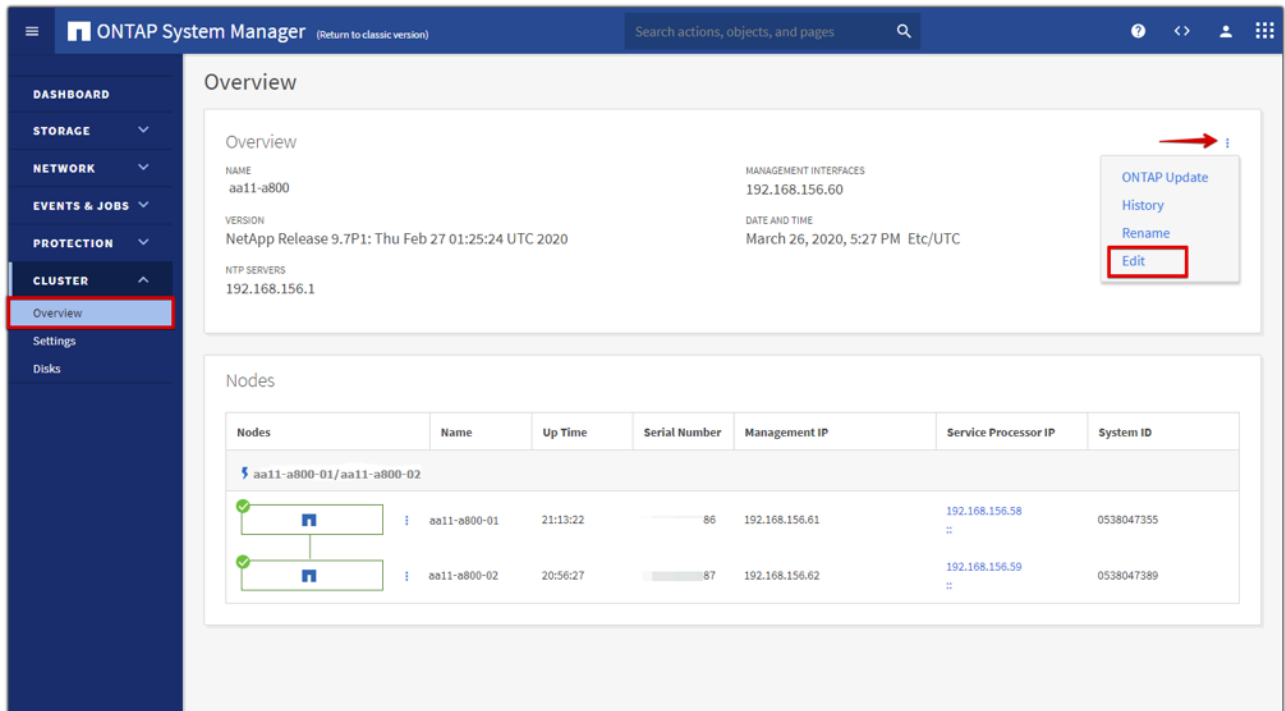 ONTAP System Manager (Return to classic version)
Search actions, objects, and pages
DASHBOARD
STORAGE
NETWORK
EVENTS & JOBS
PROTECTION
CLUSTER
Overview
Settings
Disks
Overview
Overview
NAME
aa11-a800
MANAGEMENT INTERFACES
192.168.156.60
VERSION
NetApp Release 9.7P1: Thu Feb 27 01:25:24 UTC 2020
DATE AND TIME
March 26, 2020, 5:27 PM Etc/UTC
NTP SERVERS
192.168.156.1
ONTAP Update
History
Rename
Edit
Nodes
Nodes Name Up Time Serial Number Management IP Service Processor IP System ID
aa11-a800-01/aa11-a800-02
aa11-a800-01 21:13:22 86 192.168.156.61 192.168.156.58 0538047355
::
aa11-a800-02 20:56:27 87 192.168.156.62 192.168.156.59 0538047389
::